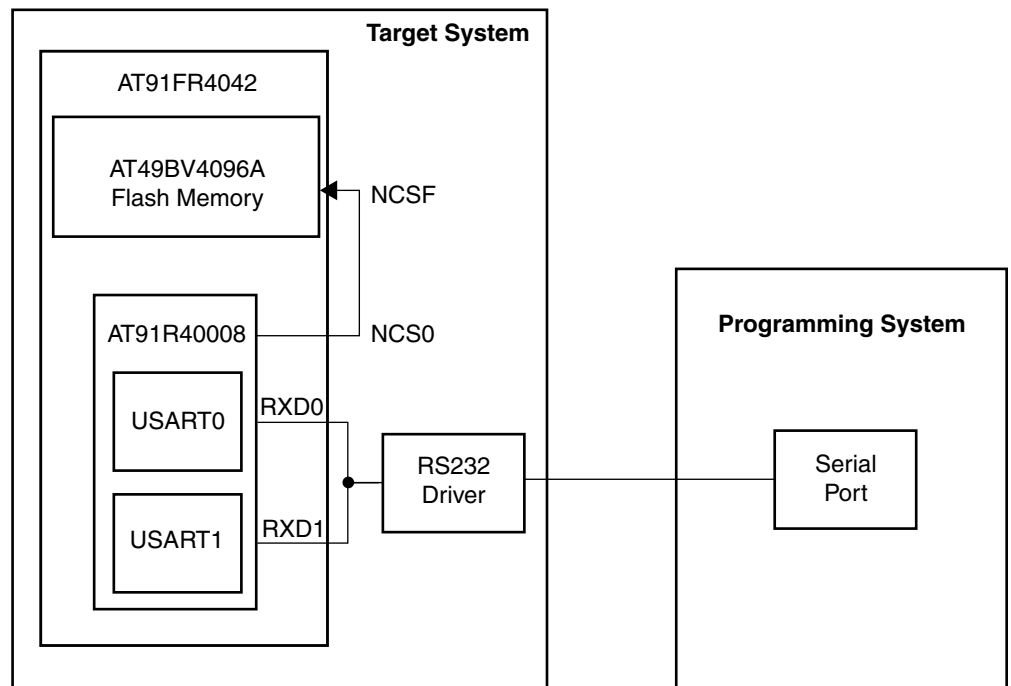 Target System
AT91FR4042
AT49BV4096A
Flash Memory
NCSF
AT91R40008
NCS0
USART0
RXD0
USART1
RXD1
RS232
Driver
Programming System
Serial
Port